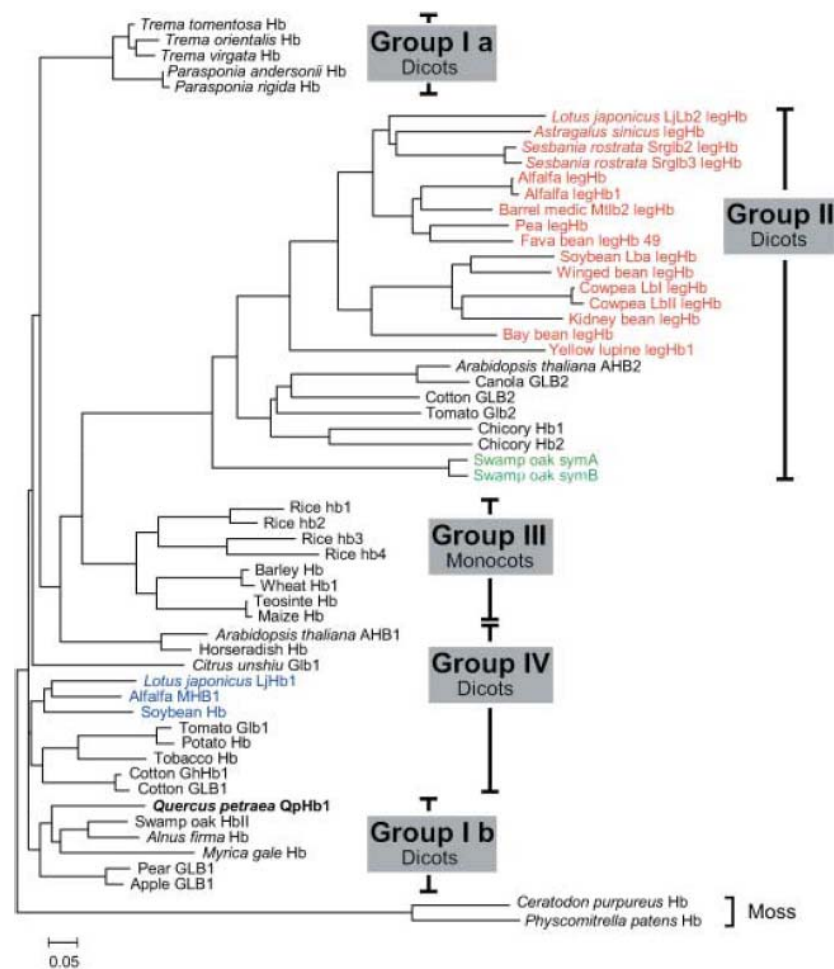 Trema tomentosa Hb
Trema orientalis Hb
Trema virgata Hb
Parasponia andersonii Hb
Parasponia rigida Hb
Group I a
Dicots
Lotus japonicus LjLb2 legHb
Astragalus sinicus legHb
Sesbania rostrata Srglb2 legHb
Sesbania rostrata Srglb3 legHb
Alfalfa legHb
Alfalfa legHb1
Barrel medic Mtlb2 legHb
Pea legHb
Fava bean legHb 49
Soybean Lba legHb
Winged bean legHb
Cowpea LbI legHb
Cowpea LbII legHb
Kidney bean legHb
Bay bean legHb
Yellow lupine legHb1
Arabidopsis thaliana AHB2
Canola GLB2
Cotton GLB2
Tomato Glb2
Chicory Hb1
Chicory Hb2
Swamp oak symA
Swamp oak symB
Group II
Dicots
Rice hb1
Rice hb2
Rice hb3
Rice hb4
Barley Hb
Wheat Hb1
Teosinte Hb
Maize Hb
Group III
Monocots
Arabidopsis thaliana AHB1
Horseradish Hb
Citrus unshiu Glb1
Lotus japonicus LjHb1
Alfalfa MHB1
Soybean Hb
Tomato Glb1
Potato Hb
Tobacco Hb
Cotton GhHb1
Cotton GLB1
Group IV
Dicots
Quercus petraea QpHb1
Swamp oak HbII
Alnus firma Hb
Myrica gale Hb
Pear GLB1
Apple GLB1
Group I b
Dicots
Ceratodon purpureus Hb
Physcomitrella patens Hb
Moss
0.05